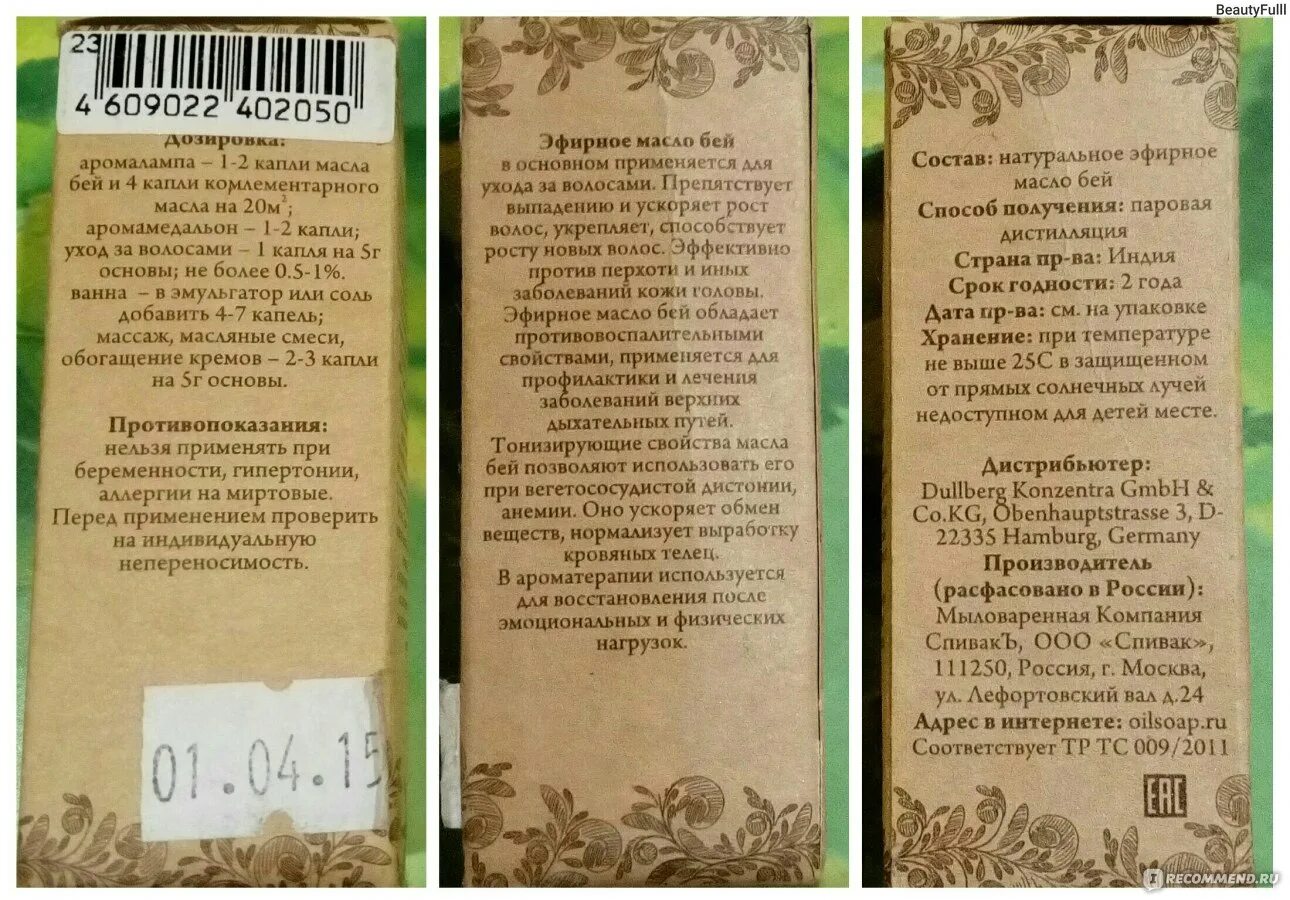 BeautyFulll
23
4 609022 402050
Дозировка:
аромалампа – 1-2 капли масла
бей и 4 капли комлементарного
масла на 20м²;
аромамедальон – 1-2 капли;
уход за волосами – 1 капля на 5г
основы; не более 0.5-1%.
ванна – в эмульгатор или соль
добавить 4-7 капель;
массаж, масляные смеси,
обогащение кремов – 2-3 капли
на 5г основы.
Противопоказания:
нельзя применять при
беременности, гипертонии,
аллергии на миртовые.
Перед применением проверить
на индивидуальную
непереносимость.
01.04.15
Эфирное масло бей
в основном применяется для
ухода за волосами. Препятствует
выпадению и ускоряет рост
волос, укрепляет, способствует
росту новых волос. Эффективно
против перхоти и иных
заболеваний кожи головы.
Эфирное масло бей обладает
противовоспалительными
свойствами, применяется для
профилактики и лечения
заболеваний верхних
дыхательных путей.
Тонизирующие свойства масла
бей позволяют использовать его
при вегетососудистой дистонии,
анемии. Оно ускоряет обмен
веществ, нормализует выработку
кровяных телец.
В ароматерапии используется
для восстановления после
эмоциональных и физических
нагрузок.
Состав: натуральное эфирное
масло бей
Способ получения: паровая
дистилляция
Страна пр-ва: Индия
Срок годности: 2 года
Дата пр-ва: см. на упаковке
Хранение: при температуре
не выше 25С в защищенном
от прямых солнечных лучей
недоступном для детей месте.
Дистрибьютер:
Dullberg Konzentra GmbH &
Co.KG, Obenhauptstrasse 3, D-
22335 Hamburg, Germany
Производитель
(расфасовано в России):
Мыловаренная Компания
СпивакЪ, ООО «Спивак»,
111250, Россия, г. Москва,
ул. Лефортовский вал д.24
Адрес в интернете: oilsoap.ru
Соответствует ТР ТС 009/2011
EAC
RECOMMEND.RU